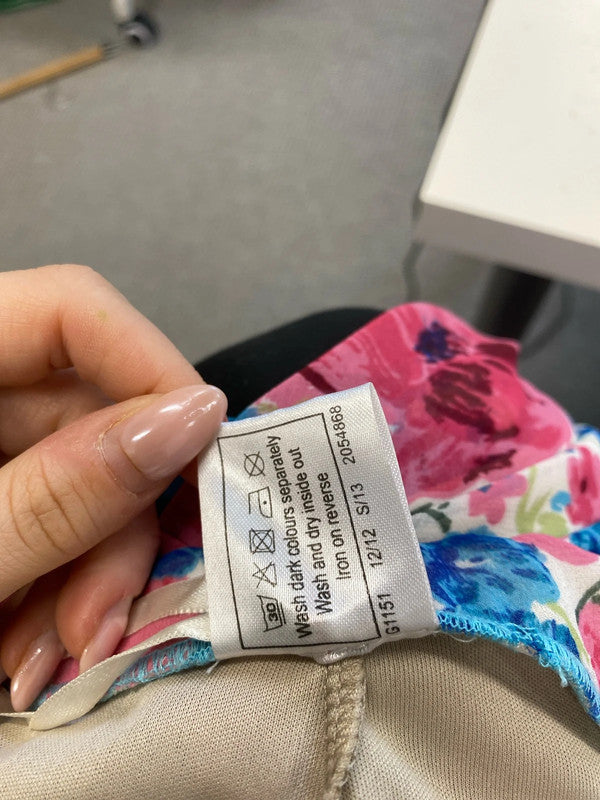 30
Wash dark colours separately
Wash and dry inside out
Iron on reverse
G1151 12/12 S/13 2054868